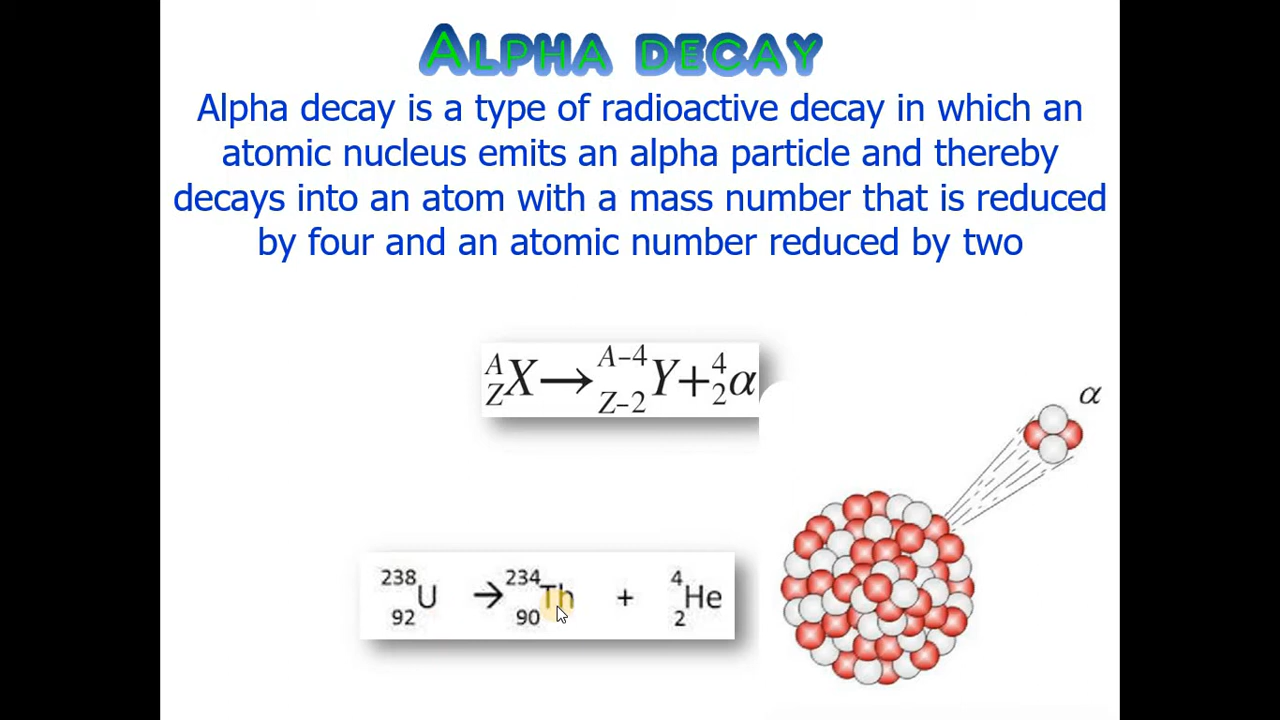 ALPHA DECAY
Alpha decay is a type of radioactive decay in which an
atomic nucleus emits an alpha particle and thereby
decays into an atom with a mass number that is reduced
by four and an atomic number reduced by two
᠎^{A}_{Z}X→^{A–4}_{Z–2}Y+^{4}_{2}α
α
^{238}_{92}U → ^{234}_{90}Th + ^{4}_{2}He